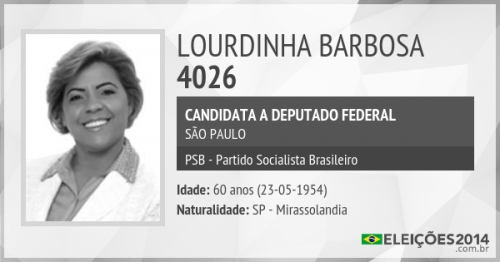 LOURDINHA BARBOSA
4026
CANDIDATA A DEPUTADO FEDERAL
SÃO PAULO
PSB - Partido Socialista Brasileiro
Idade: 60 anos (23-05-1954)
Naturalidade: SP - Mirassolandia
ELEIÇÕES2014
.com.br